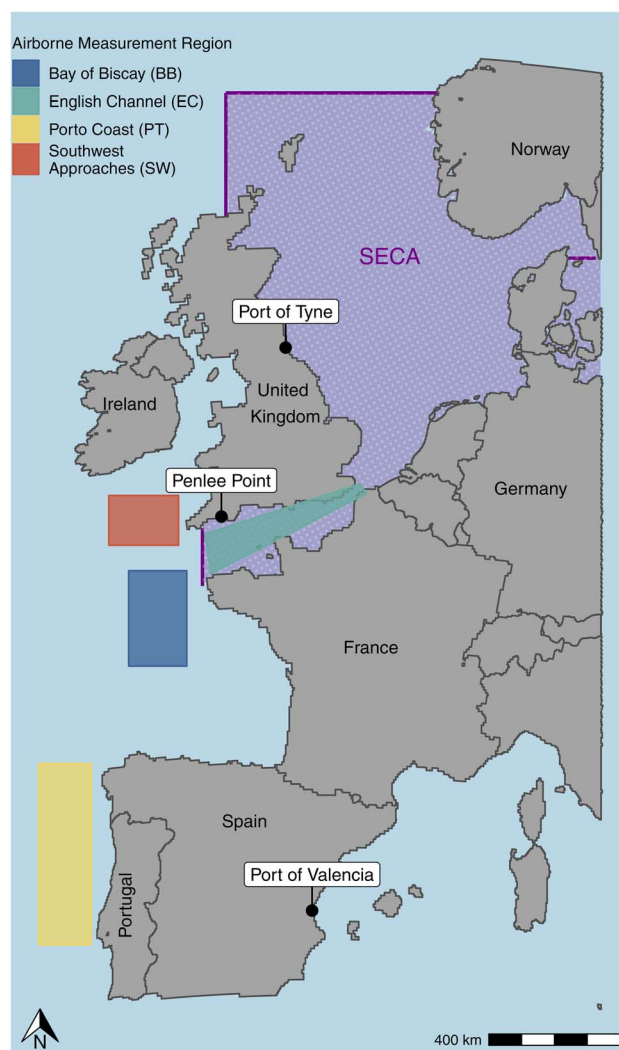 Airborne Measurement Region
Bay of Biscay (BB)
English Channel (EC)
Porto Coast (PT)
Southwest
Approaches (SW)
Norway
SECA
Port of Tyne
United
Kingdom
Ireland
Penlee Point
Germany
France
Spain
Port of Valencia
Portugal
N
400 km